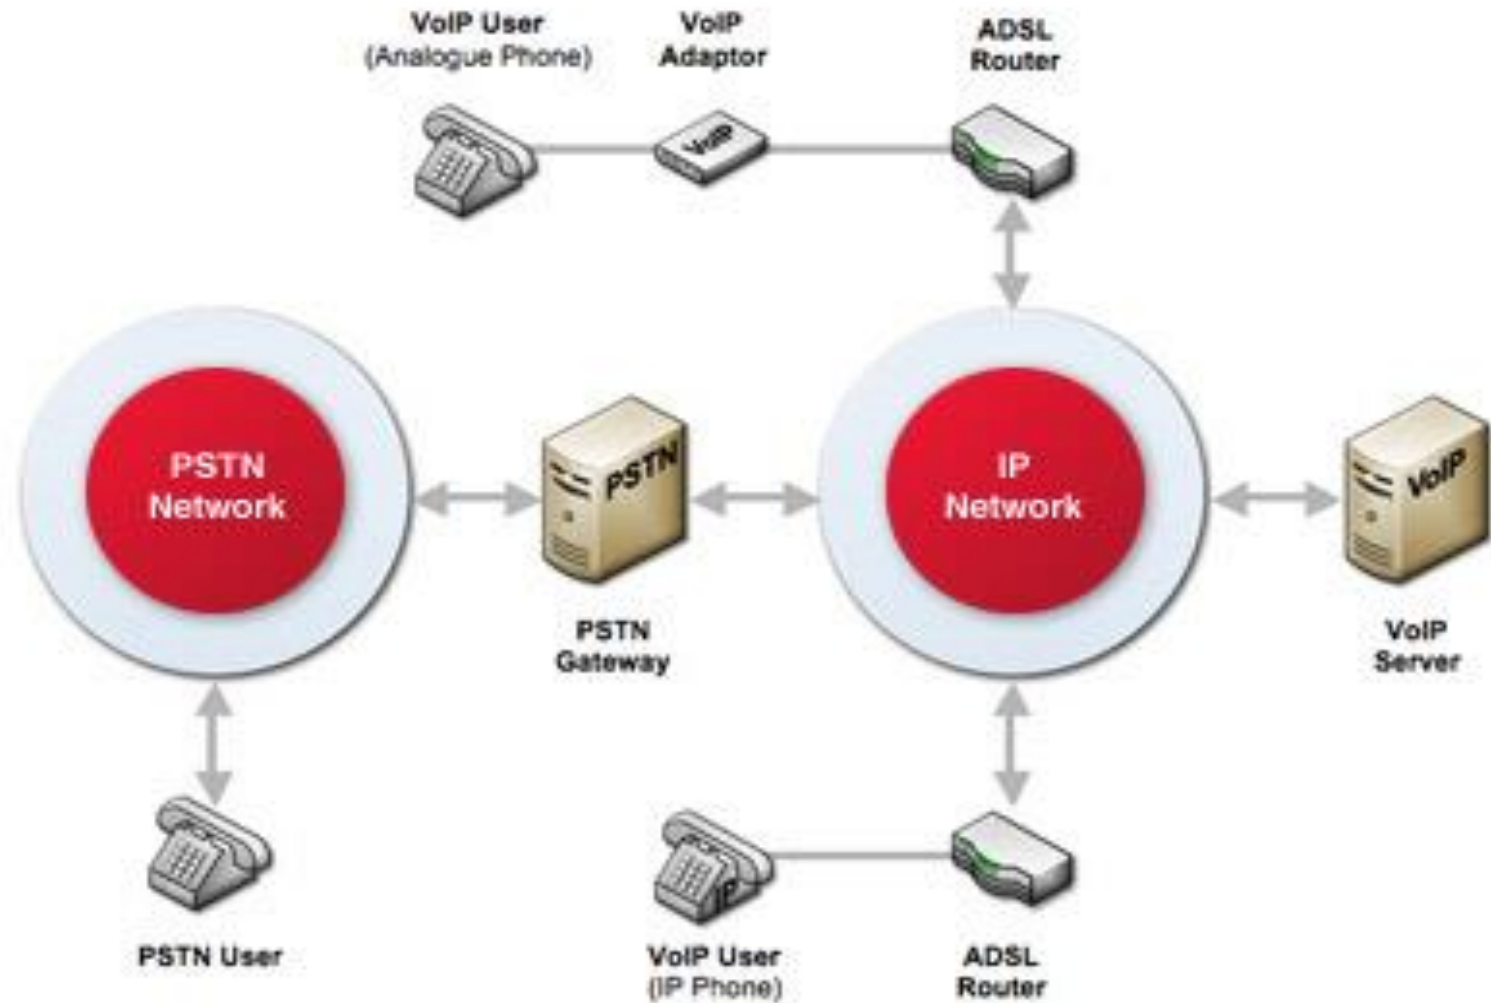 VoIP User
(Analogue Phone)
VoIP
Adaptor
ADSL
Router
VoIP
PSTN
Network
PSTN
IP
Network
VoIP
PSTN
Gateway
VoIP
Server
IP
PSTN User
VoIP User
(IP Phone)
ADSL
Router